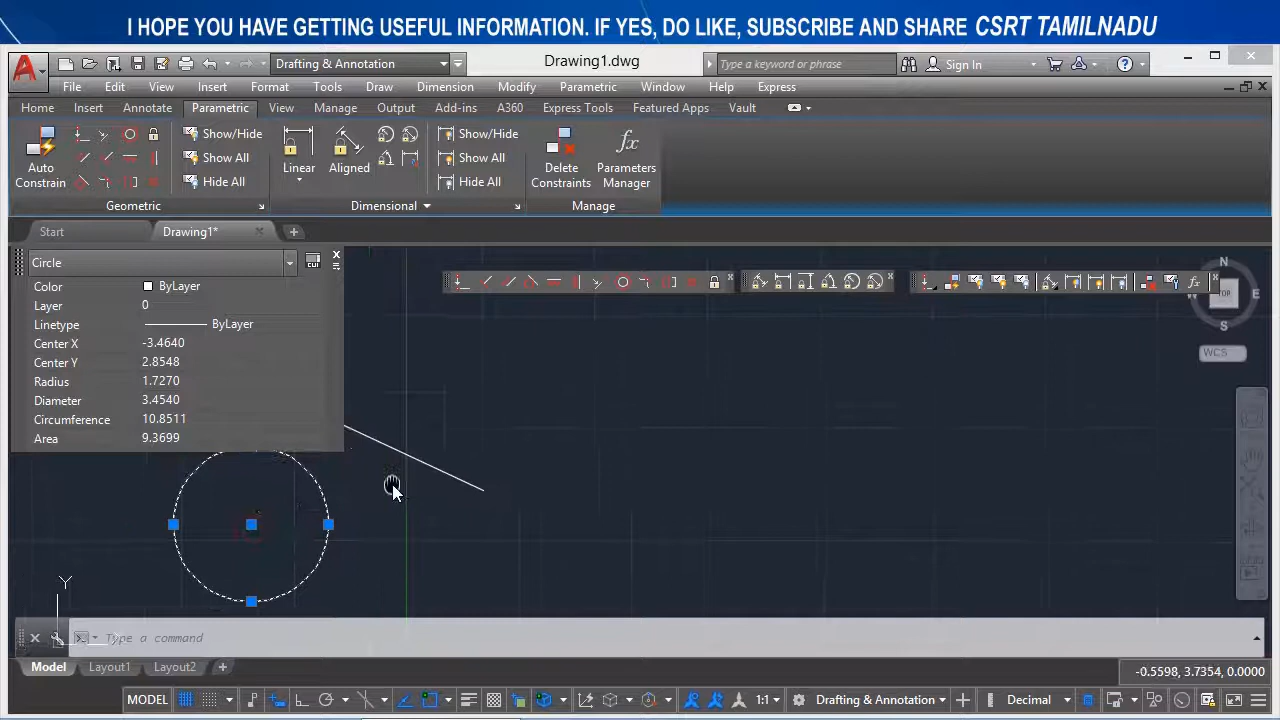 I HOPE YOU HAVE GETTING USEFUL INFORMATION. IF YES, DO LIKE, SUBSCRIBE AND SHARE CSRT TAMILNADU
Drafting & Annotation
Drawing1.dwg
Type a keyword or phrase
Sign In
File Edit View Insert Format Tools Draw Dimension Modify Parametric Window Help Express
Home Insert Annotate Parametric View Manage Output Add-ins A360 Express Tools Featured Apps Vault
Auto Constrain
Show/Hide
Show All
Hide All
Linear
Aligned
Show/Hide
Show All
Hide All
Delete Constraints
fx
Parameters Manager
Geometric
Dimensional
Manage
Start
Drawing1*
Circle
Color ByLayer
Layer 0
Linetype ByLayer
Center X -3.4640
Center Y 2.8548
Radius 1.7270
Diameter 3.4540
Circumference 10.8511
Area 9.3699
fx
N
W TOP E
S
WCS
Y
Type a command
Model Layout1 Layout2
-0.5598, 3.7354, 0.0000
MODEL
1:1
Drafting & Annotation
Decimal